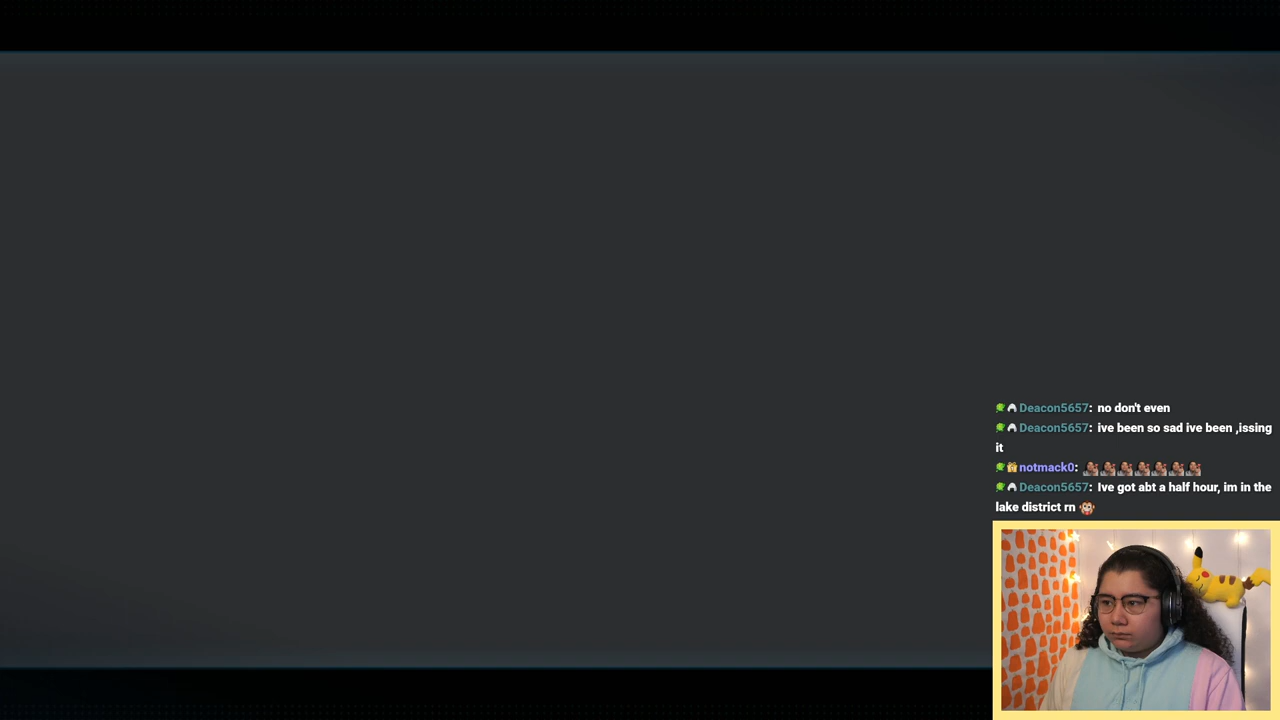 Deacon5657: no don't even
Deacon5657: ive been so sad ive been ,issing
it
notmack0:
Deacon5657: Ive got abt a half hour, im in the
lake district rn